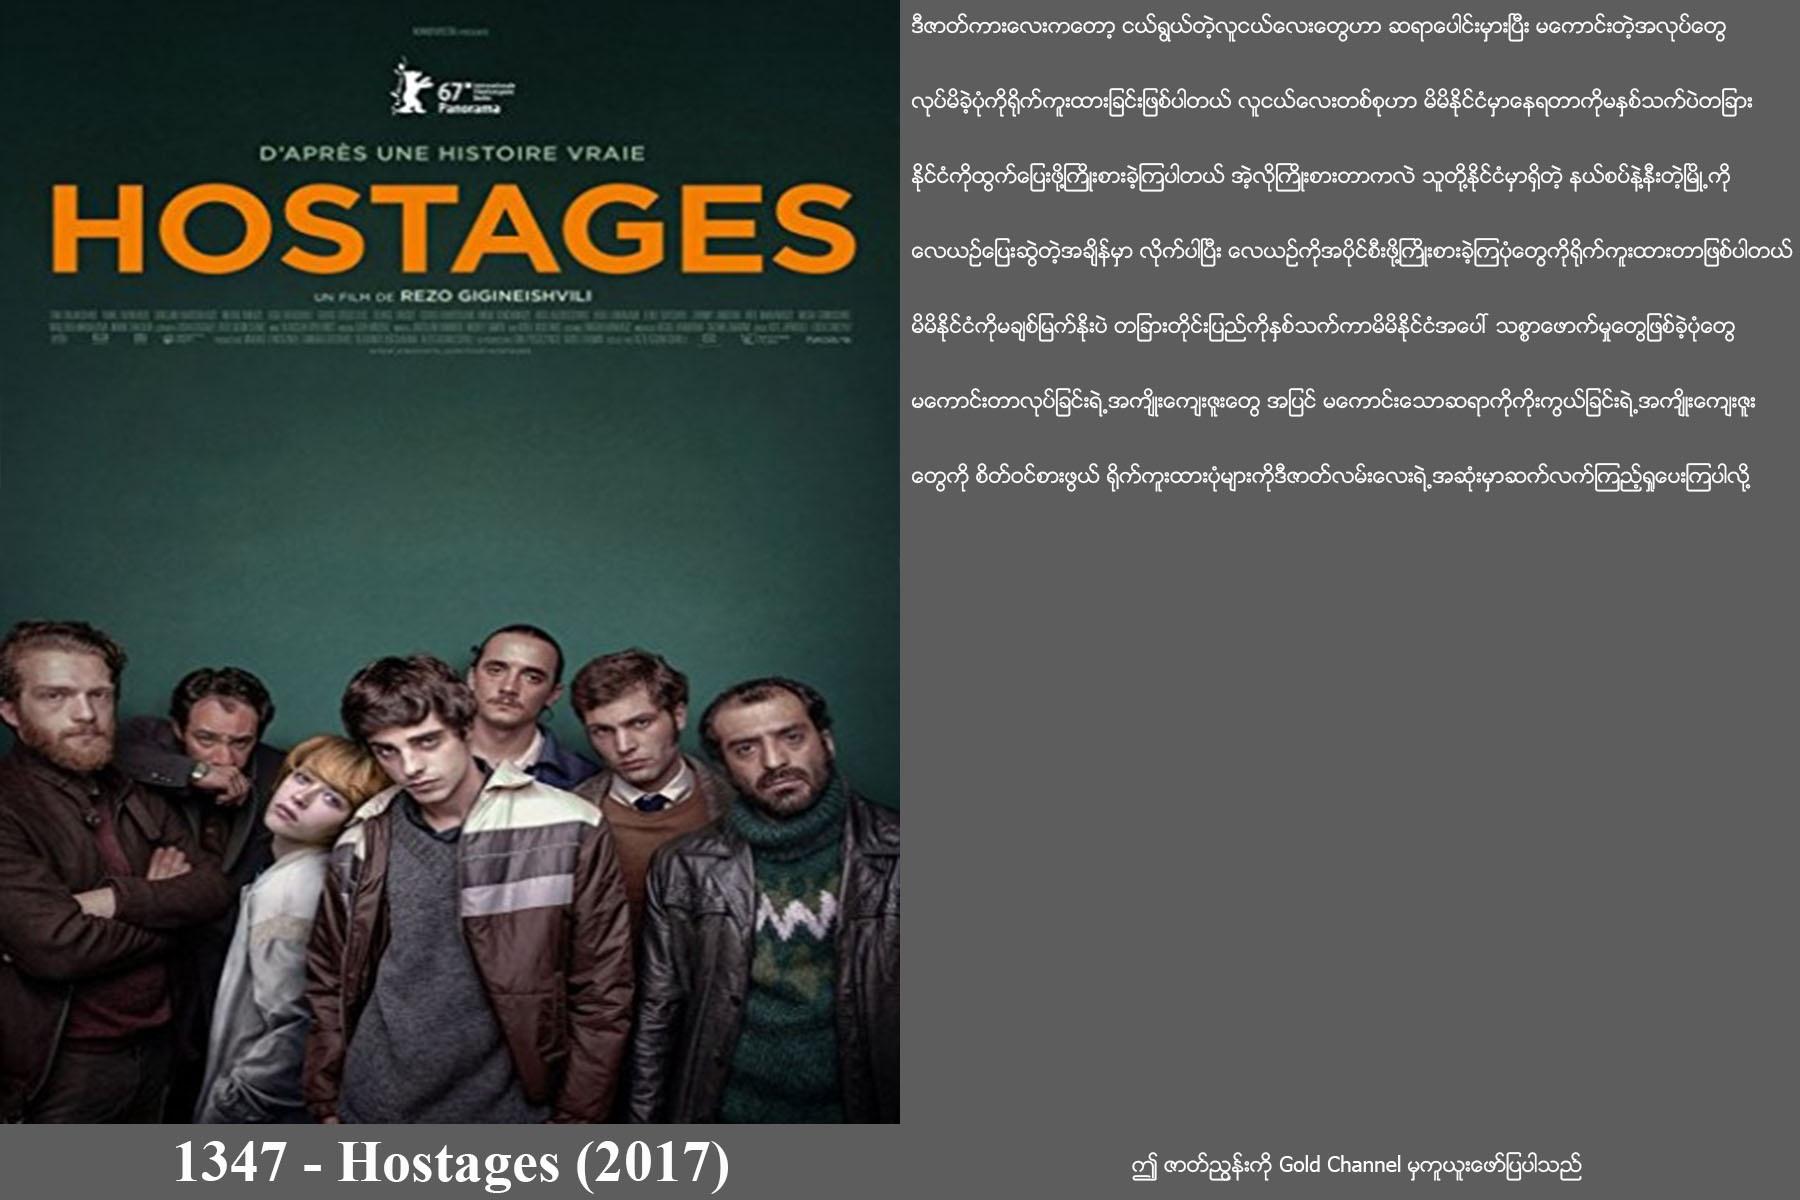 67
Panorama
D'APRÈS UNE HISTOIRE VRAIE
HOSTAGES
UN FILM DE REZO GIGINEISHVILI
1347 - Hostages (2017)
ဒီဇာတ်ကားလေးကတော့ ငယ်ရွယ်တဲ့လူငယ်လေးတွေဟာ ဆရာပေါင်းမှားပြီး မကောင်းတဲ့အလုပ်တွေ
လုပ်မိခဲ့ပုံကိုရိုက်ကူးထားခြင်းဖြစ်ပါတယ် လူငယ်လေးတစ်စုဟာ မိမိနိုင်ငံမှာနေရတာကိုမနှစ်သက်ပဲတခြား
နိုင်ငံကိုထွက်ပြေးဖို့ကြိုးစားခဲ့ကြပါတယ် အဲ့လိုကြိုးစားတာကလဲ သူတို့နိုင်ငံမှာရှိတဲ့ နယ်စပ်နဲ့နီးတဲ့မြို့ကို
လေယဉ်ပြေးဆွဲတဲ့အချိန်မှာ လိုက်ပါပြီး လေယဉ်ကိုအပိုင်စီးဖို့ကြိုးစားခဲ့ကြပုံတွေကိုရိုက်ကူးထားတာဖြစ်ပါတယ်
မိမိနိုင်ငံကိုမချစ်မြက်နိုးပဲ တခြားတိုင်းပြည်ကိုနှစ်သက်ကာမိမိနိုင်ငံအပေါ် သစ္စာဖောက်မှုတွေဖြစ်ခဲ့ပုံတွေ
မကောင်းတာလုပ်ခြင်းရဲ့အကျိုးကျေးဇူးတွေ အပြင် မကောင်းသောဆရာကိုကိုးကွယ်ခြင်းရဲ့အကျိုးကျေးဇူး
တွေကို စိတ်ဝင်စားဖွယ် ရိုက်ကူးထားပုံများကိုဒီဇာတ်လမ်းလေးရဲ့အဆုံးမှာဆက်လက်ကြည့်ရှုပေးကြပါလို့
ဤ ဇာတ်ညွှန်းကို Gold Channel မှကူယူးဖော်ပြပါသည်